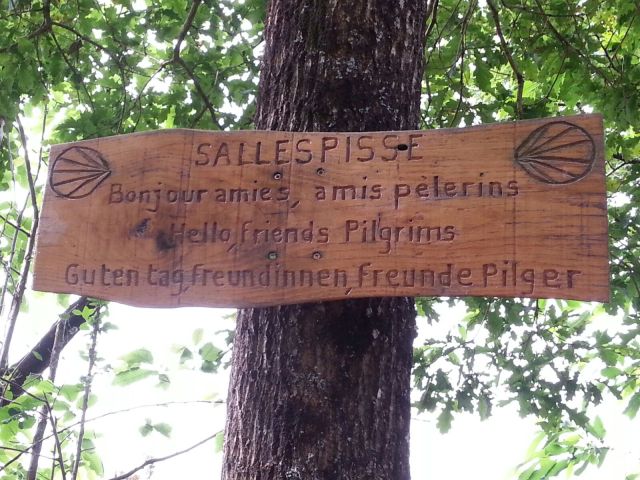 SALLESPISSE
Bonjour amies, amis pèlerins
Hello, friends Pilgrims
Guten tag, freundinnen, freunde Pilger